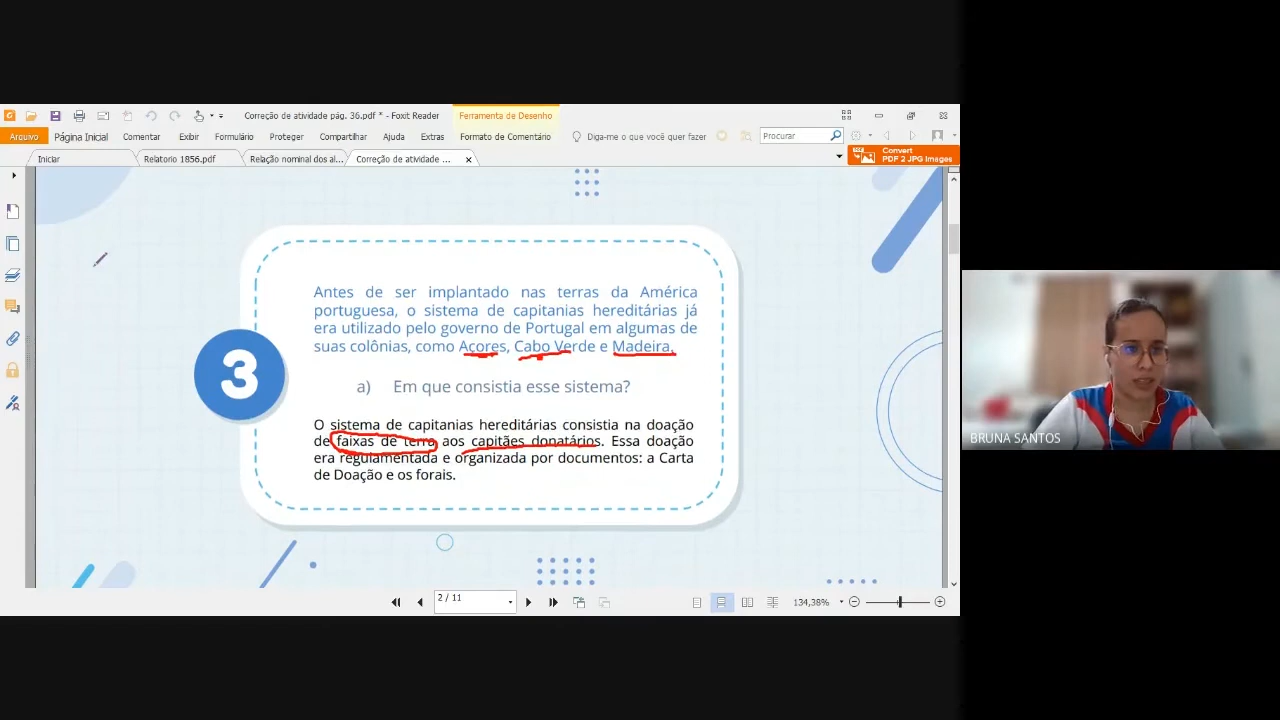 Correção de atividade pág. 36.pdf * - Foxit Reader
Ferramenta de Desenho
Arquivo
Página Inicial
Comentar
Exibir
Formulário
Proteger
Compartilhar
Ajuda
Extras
Formato de Comentário
Diga-me o que você quer fazer
Procurar
Iniciar
Relatorio 1856.pdf
Relação nominal dos al...
Correção de atividade ...
Convert
PDF 2 JPG Images
3
Antes de ser implantado nas terras da América
portuguesa, o sistema de capitanias hereditárias já
era utilizado pelo governo de Portugal em algumas de
suas colônias, como Açores, Cabo Verde e Madeira.
a) Em que consistia esse sistema?
O sistema de capitanias hereditárias consistia na doação
de faixas de terra aos capitães donatários. Essa doação
era regulamentada e organizada por documentos: a Carta
de Doação e os forais.
BRUNA SANTOS
2 / 11
134,38%